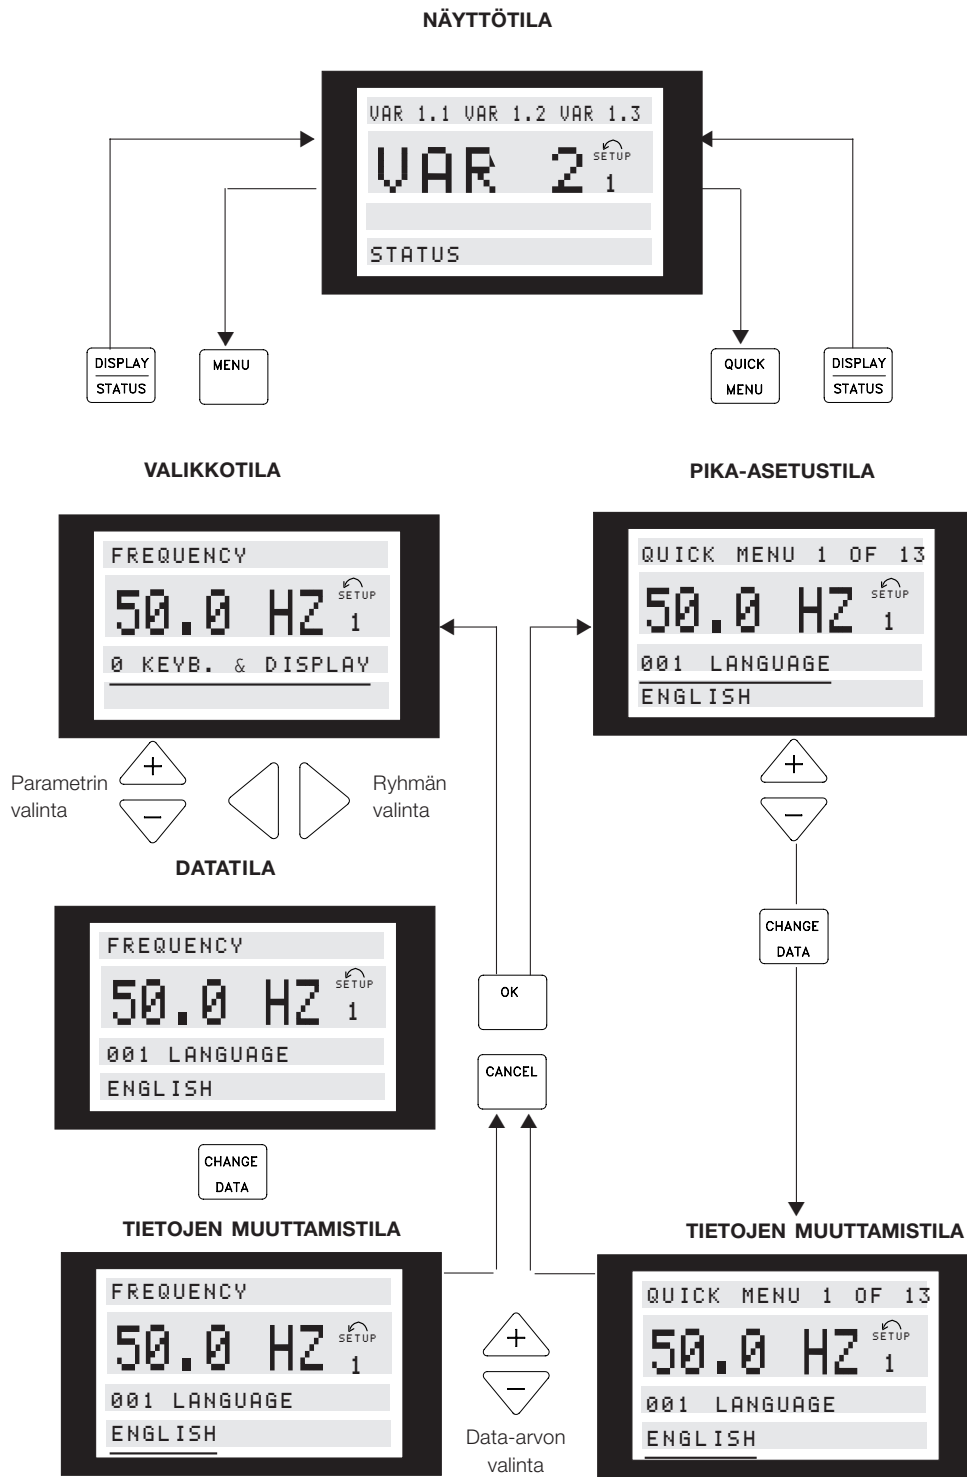 NÄYTTÖTILA
VAR 1.1 VAR 1.2 VAR 1.3
VAR 2
SETUP
1
STATUS
DISPLAY
STATUS
MENU
QUICK
MENU
DISPLAY
STATUS
VALIKKOTILA
FREQUENCY
50.0 HZ
SETUP
1
0 KEYB. & DISPLAY
+
-
Parametrin
valinta
Ryhmän
valinta
PIKA-ASETUSTILA
QUICK MENU 1 OF 13
50.0 HZ
SETUP
1
001 LANGUAGE
ENGLISH
+
-
DATATILA
FREQUENCY
50.0 HZ
SETUP
1
001 LANGUAGE
ENGLISH
CHANGE
DATA
OK
CANCEL
CHANGE
DATA
TIETOJEN MUUTTAMISTILA
FREQUENCY
50.0 HZ
SETUP
1
001 LANGUAGE
ENGLISH
+
-
Data-arvon
valinta
TIETOJEN MUUTTAMISTILA
QUICK MENU 1 OF 13
50.0 HZ
SETUP
1
001 LANGUAGE
ENGLISH